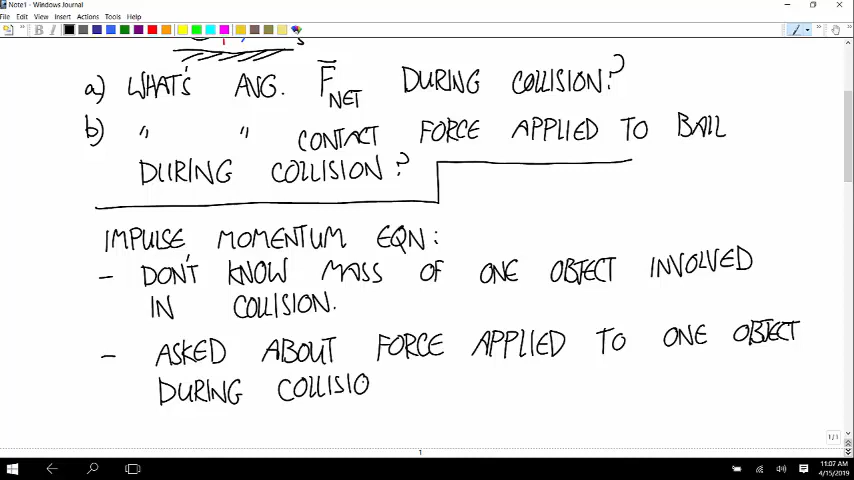 Note1 - Windows Journal
File Edit View Insert Actions Tools Help
B I
a) WHAT'S AVG. F̅NET DURING COLLISION?
b) " " CONTACT FORCE APPLIED TO BALL
DURING COLLISION?
IMPULSE MOMENTUM EQN:
- DON'T KNOW MASS OF ONE OBJECT INVOLVED
IN COLLISION.
- ASKED ABOUT FORCE APPLIED TO ONE OBJECT
DURING COLLISIO
1/1
1
11:07 AM
4/15/2019